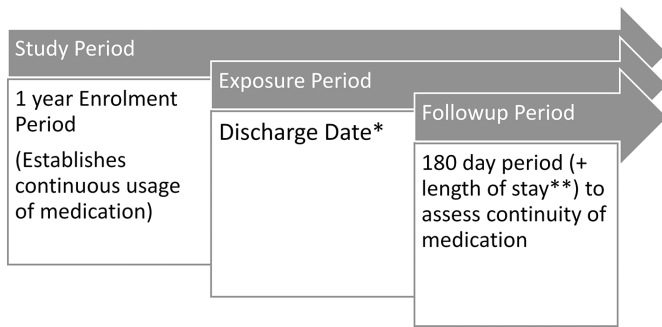 Study Period
1 year Enrolment
Period
(Establishes
continuous usage
of medication)
Exposure Period
Discharge Date*
Followup Period
180 day period (+
length of stay**) to
assess continuity of
medication